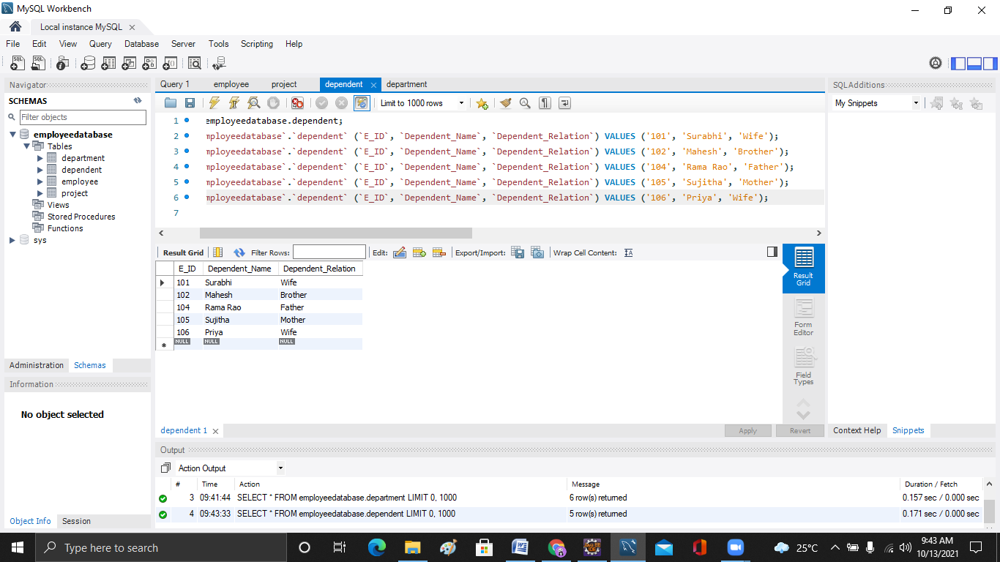 MySQL Workbench
Local instance MySQL
File Edit View Query Database Server Tools Scripting Help
Navigator
SCHEMAS
Filter objects
employeedatabase
Tables
department
dependent
employee
project
Views
Stored Procedures
Functions
sys
Administration Schemas
Information
No object selected
Object Info Session
Query 1 employee project dependent department
Limit to 1000 rows
1 employeedatabase.dependent;
2 mployeedatabase`.`dependent` (`E_ID`, `Dependent_Name`, `Dependent_Relation`) VALUES ('101', 'Surabhi', 'Wife');
3 mployeedatabase`.`dependent` (`E_ID`, `Dependent_Name`, `Dependent_Relation`) VALUES ('102', 'Mahesh', 'Brother');
4 mployeedatabase`.`dependent` (`E_ID`, `Dependent_Name`, `Dependent_Relation`) VALUES ('104', 'Rama Rao', 'Father');
5 mployeedatabase`.`dependent` (`E_ID`, `Dependent_Name`, `Dependent_Relation`) VALUES ('105', 'Sujitha', 'Mother');
6 mployeedatabase`.`dependent` (`E_ID`, `Dependent_Name`, `Dependent_Relation`) VALUES ('106', 'Priya', 'Wife');
7
Result Grid Filter Rows: Edit: Export/Import: Wrap Cell Content:
E_ID Dependent_Name Dependent_Relation
101 Surabhi Wife
102 Mahesh Brother
104 Rama Rao Father
105 Sujitha Mother
106 Priya Wife
NULL NULL NULL
Result
Grid
Form
Editor
Field
Types
dependent 1
Apply Revert
SQLAdditions
My Snippets
Context Help Snippets
Output
Action Output
# Time Action Message Duration / Fetch
3 09:41:44 SELECT * FROM employeedatabase.department LIMIT 0, 1000 6 row(s) returned 0.157 sec / 0.000 sec
4 09:43:33 SELECT * FROM employeedatabase.dependent LIMIT 0, 1000 5 row(s) returned 0.171 sec / 0.000 sec
Type here to search
25°C
9:43 AM
10/13/2021